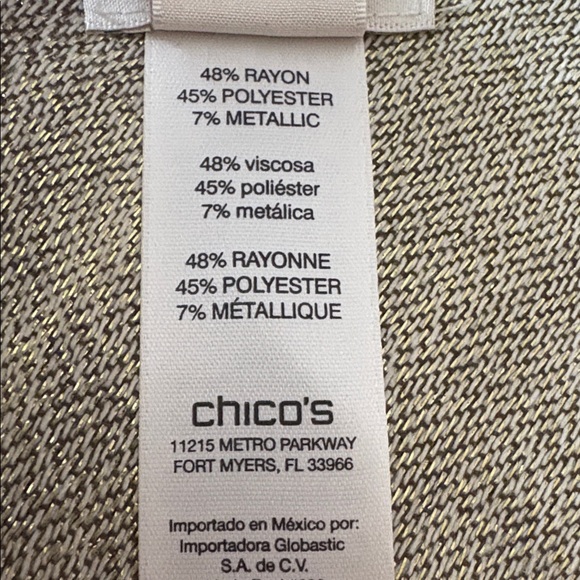 48% RAYON
45% POLYESTER
7% METALLIC
48% viscosa
45% poliéster
7% metálica
48% RAYONNE
45% POLYESTER
7% MÉTALLIQUE
chico's
11215 METRO PARKWAY
FORT MYERS, FL 33966
Importado en México por:
Importadora Globastic
S.A. de C.V.